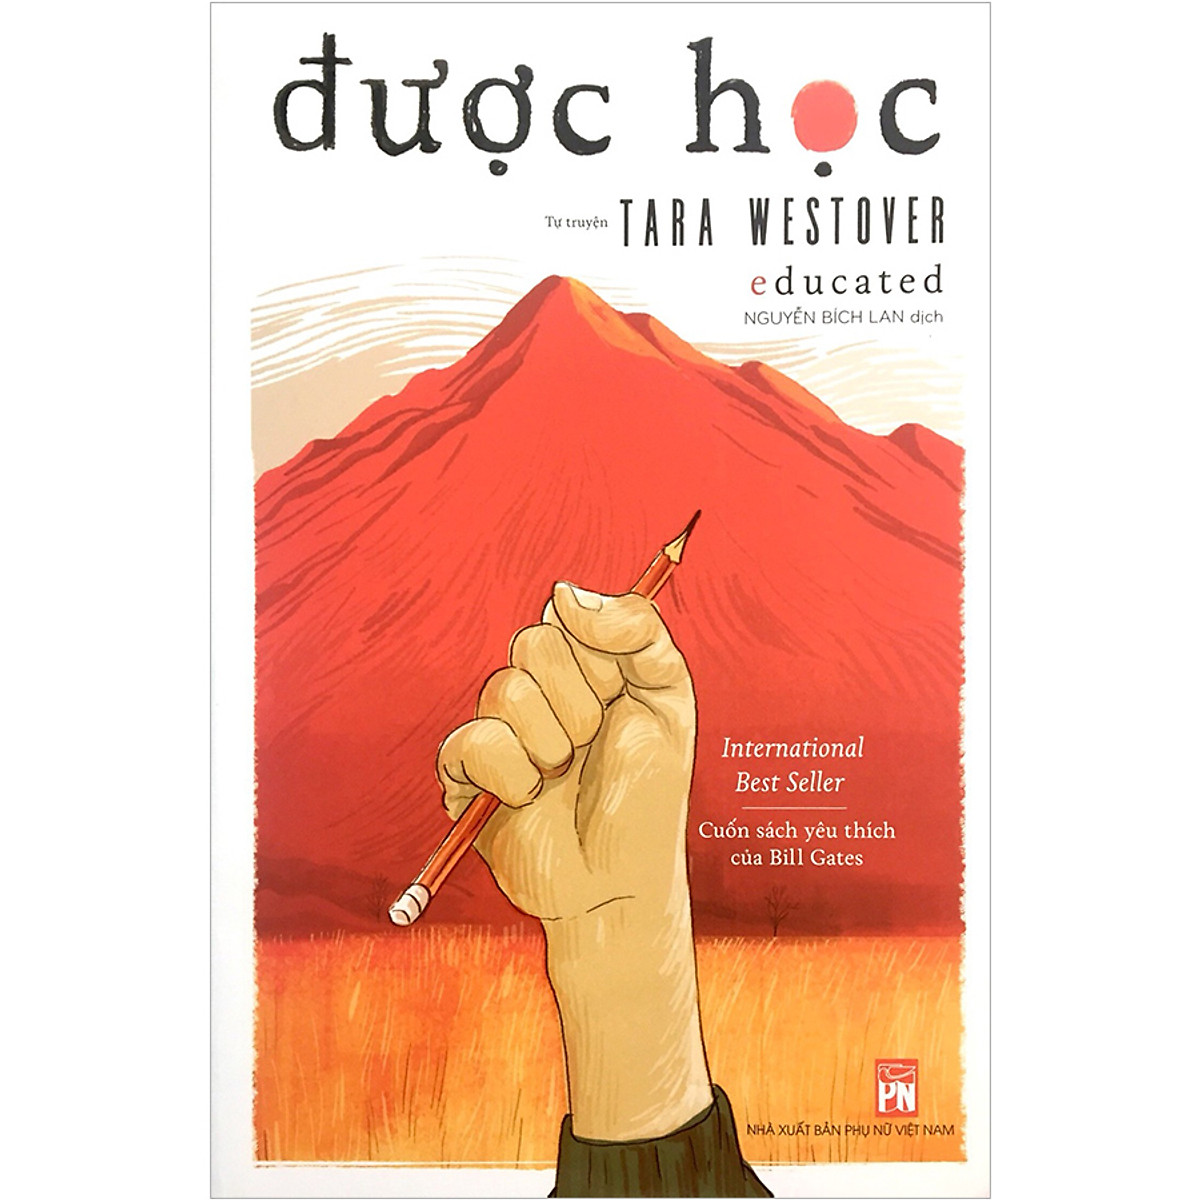 được học
Tự truyện TARA WESTOVER
educated
NGUYỄN BÍCH LAN dịch
International
Best Seller
Cuốn sách yêu thích
của Bill Gates
PN
NHÀ XUẤT BẢN PHỤ NỮ VIỆT NAM